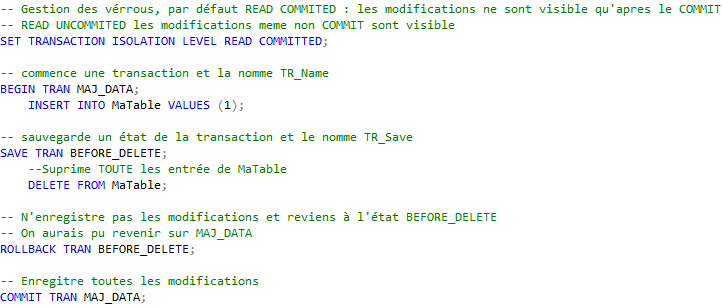 -- Gestion des vérrous, par défaut READ COMMITED : les modifications ne sont visible qu'apres le COMMIT
-- READ UNCOMMITED les modifications meme non COMMIT sont visible
SET TRANSACTION ISOLATION LEVEL READ COMMITTED;
-- commence une transaction et la nomme TR_Name
BEGIN TRAN MAJ_DATA;
INSERT INTO MaTable VALUES (1);
-- sauvegarde un état de la transaction et le nomme TR_Save
SAVE TRAN BEFORE_DELETE;
--Suprime TOUTE les entrée de MaTable
DELETE FROM MaTable;
-- N'enregistre pas les modifications et reviens à l'état BEFORE_DELETE
-- On aurais pu revenir sur MAJ_DATA
ROLLBACK TRAN BEFORE_DELETE;
-- Enregitre toutes les modifications
COMMIT TRAN MAJ_DATA;